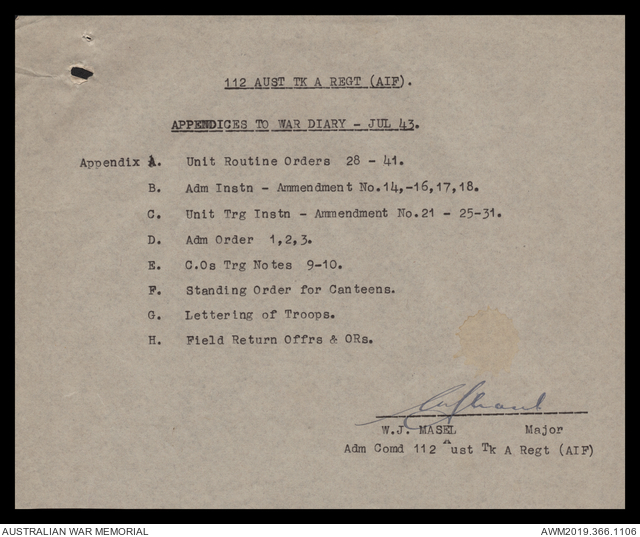 112 AUST TK A REGT (AIF).
APPENDICES TO WAR DIARY - JUL 43.
Appendix A. Unit Routine Orders 28 - 41.
B. Adm Instn - Ammendment No.14,-16,17,18.
C. Unit Trg Instn - Ammendment No.21 - 25-31.
D. Adm Order 1,2,3.
E. C.Os Trg Notes 9-10.
F. Standing Order for Canteens.
G. Lettering of Troops.
H. Field Return Offrs & ORs.
W.J. MASEL Major
Adm Comd 112 Aust Tk A Regt (AIF)
AUSTRALIAN WAR MEMORIAL AWM2019.366.1106